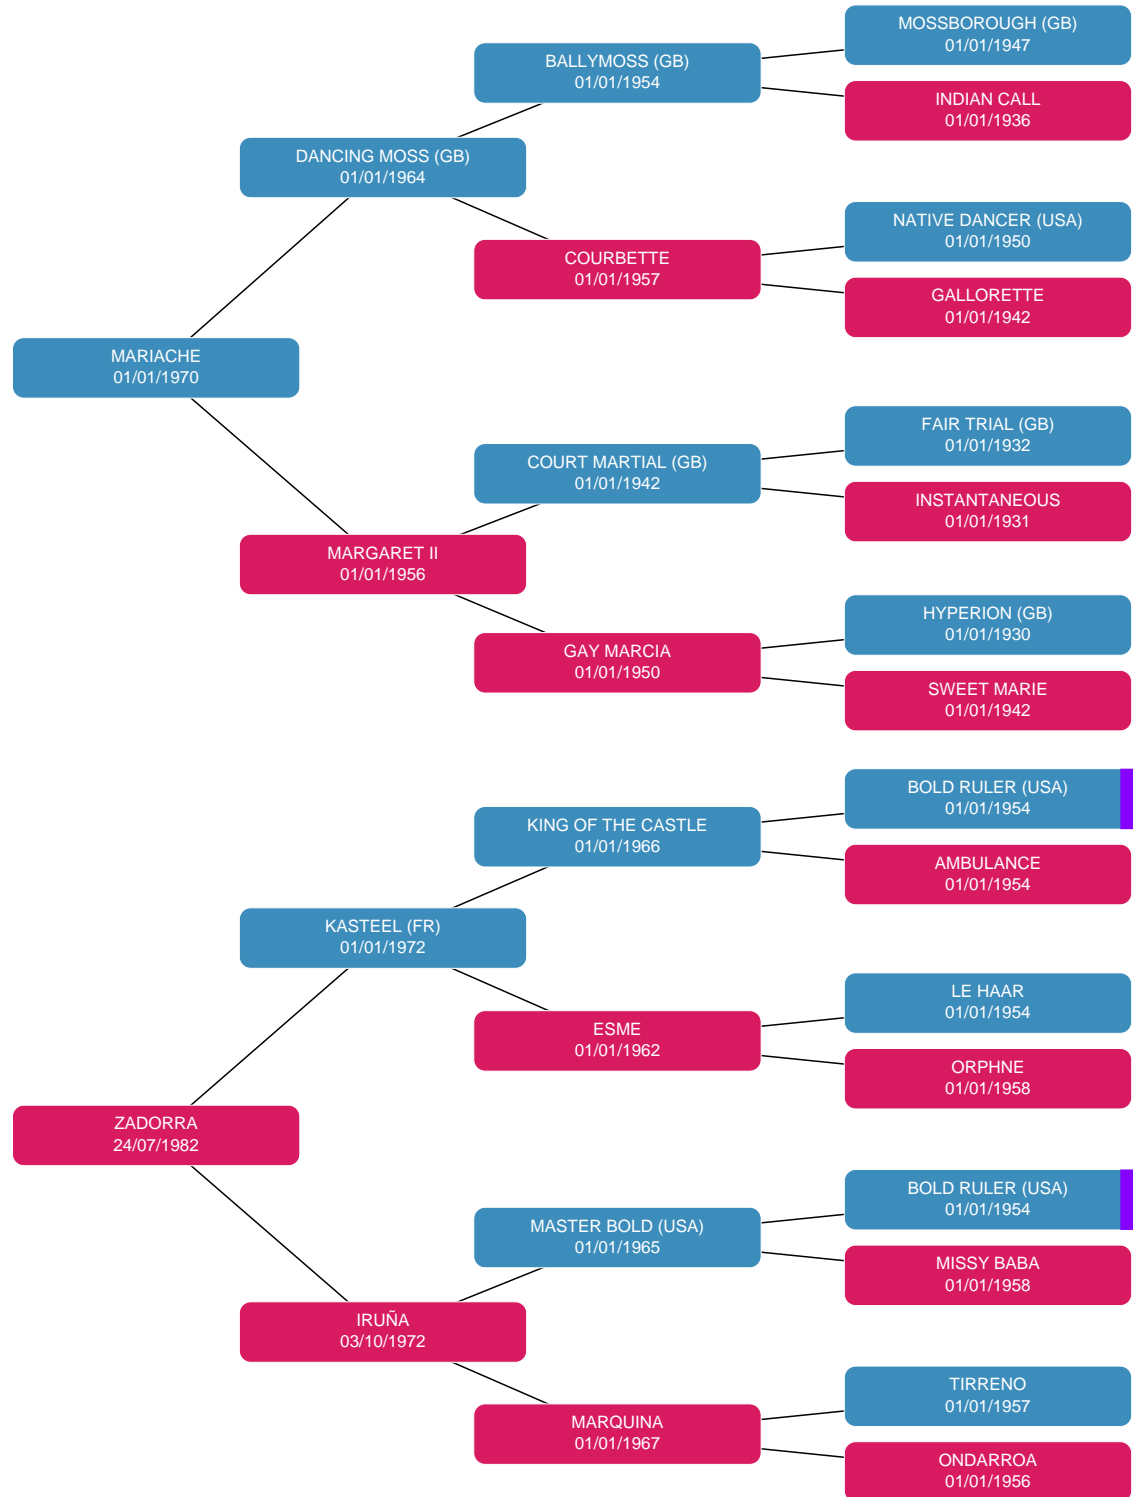 MOSSBOROUGH (GB)
01/01/1947
BALLYMOSS (GB)
01/01/1954
INDIAN CALL
01/01/1936
DANCING MOSS (GB)
01/01/1964
NATIVE DANCER (USA)
01/01/1950
COURBETTE
01/01/1957
GALLORETTE
01/01/1942
MARIACHE
01/01/1970
FAIR TRIAL (GB)
01/01/1932
COURT MARTIAL (GB)
01/01/1942
INSTANTANEOUS
01/01/1931
MARGARET II
01/01/1956
HYPERION (GB)
01/01/1930
GAY MARCIA
01/01/1950
SWEET MARIE
01/01/1942
BOLD RULER (USA)
01/01/1954
KING OF THE CASTLE
01/01/1966
AMBULANCE
01/01/1954
KASTEEL (FR)
01/01/1972
LE HAAR
01/01/1954
ESME
01/01/1962
ORPHNE
01/01/1958
ZADORRA
24/07/1982
BOLD RULER (USA)
01/01/1954
MASTER BOLD (USA)
01/01/1965
MISSY BABA
01/01/1958
IRUÑA
03/10/1972
TIRRENO
01/01/1957
MARQUINA
01/01/1967
ONDARROA
01/01/1956